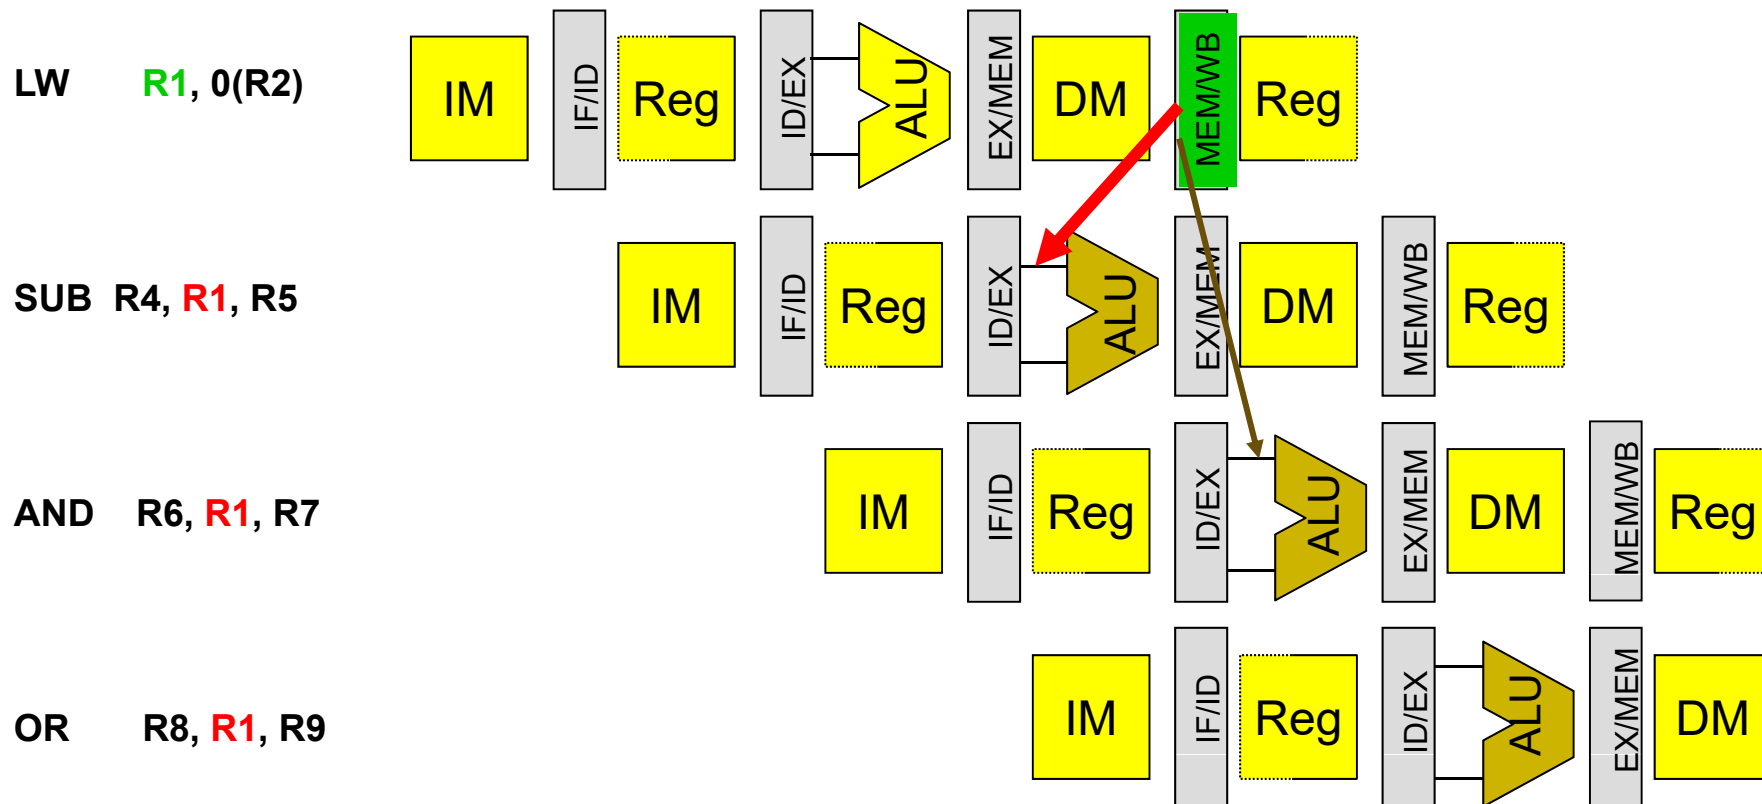 LW R1, 0(R2) IM IF/ID Reg ID/EX ALU EX/MEM DM MEM/WB Reg
SUB R4, R1, R5 IM IF/ID Reg ID/EX ALU EX/MEM DM MEM/WB Reg
AND R6, R1, R7 IM IF/ID Reg ID/EX ALU EX/MEM DM MEM/WB Reg
OR R8, R1, R9 IM IF/ID Reg ID/EX ALU EX/MEM DM